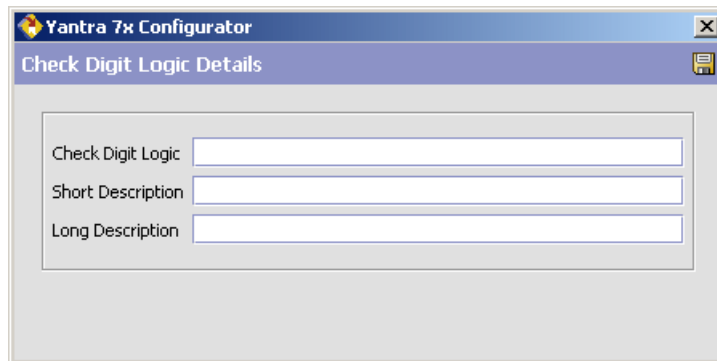 Yantra 7x Configurator
Check Digit Logic Details
Check Digit Logic
Short Description
Long Description